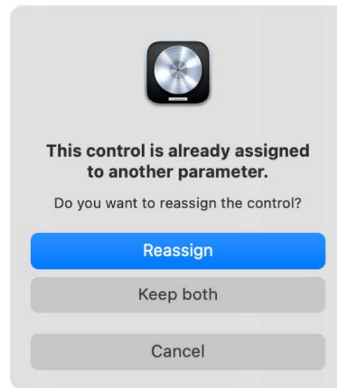 This control is already assigned
to another parameter.
Do you want to reassign the control?
Reassign
Keep both
Cancel